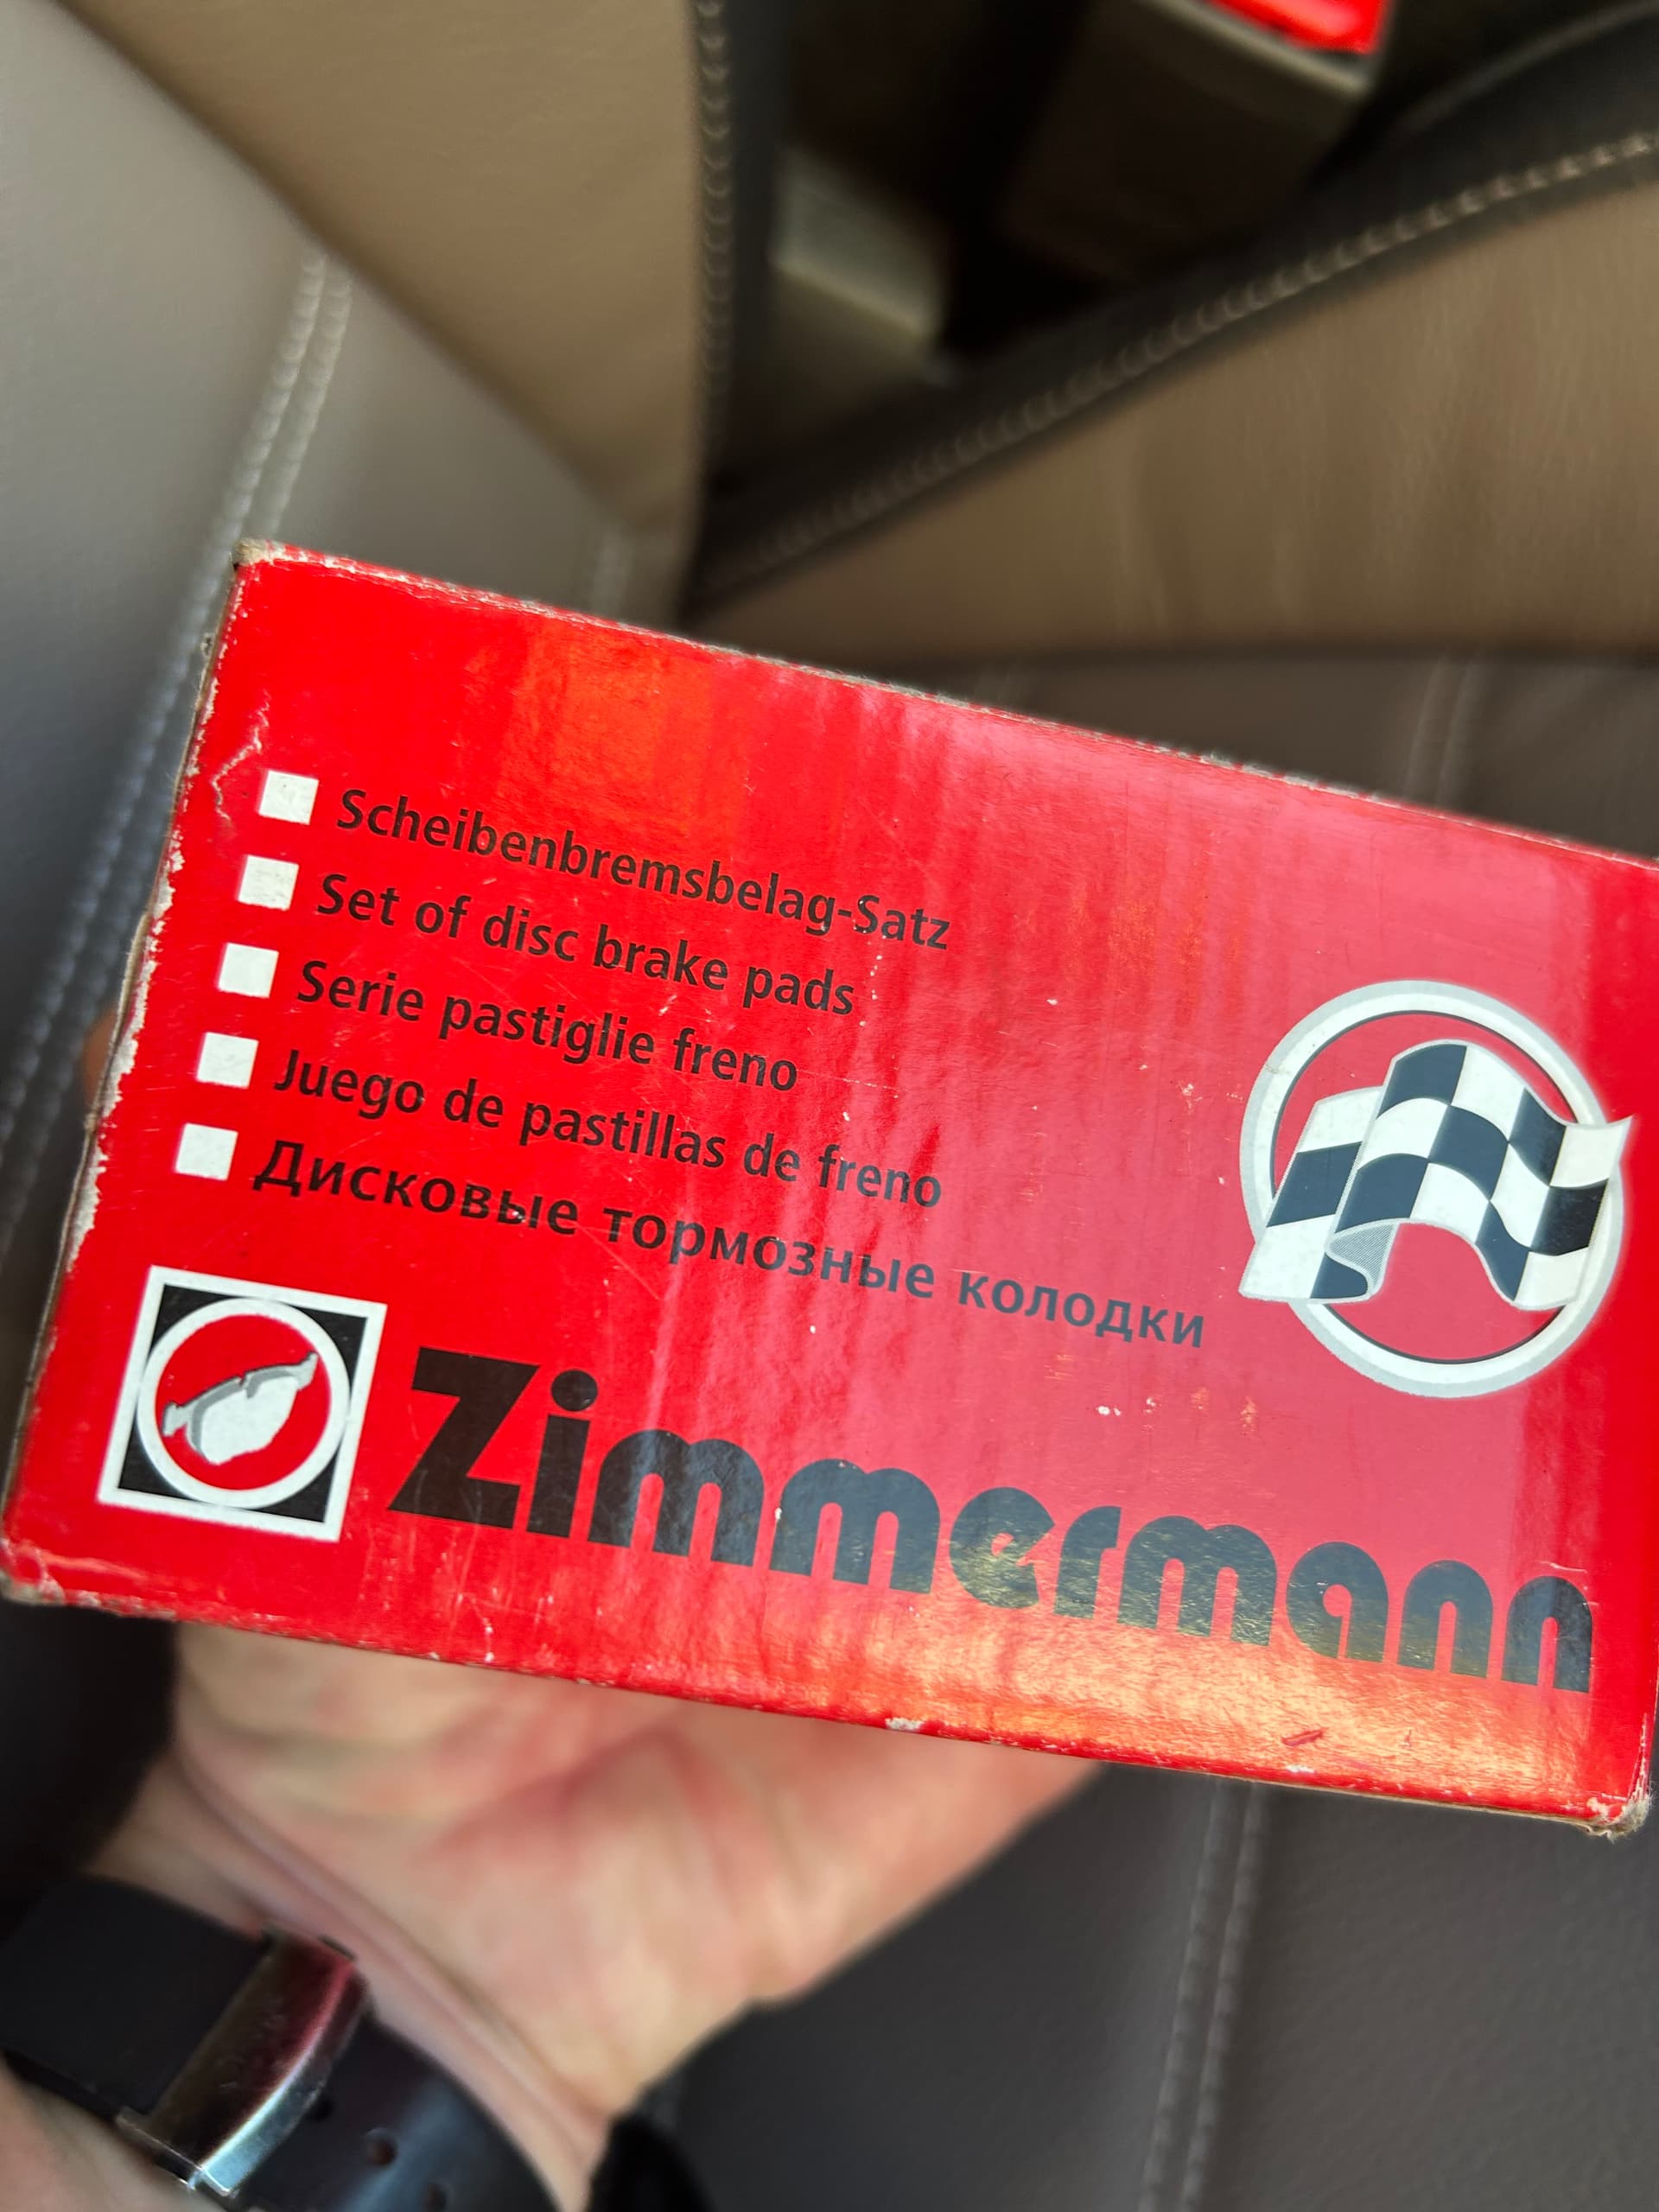 Scheibenbremsbelag-Satz
Set of disc brake pads
Serie pastiglie freno
Juego de pastillas de freno
Дисковые тормозные колодки
Zimmermann